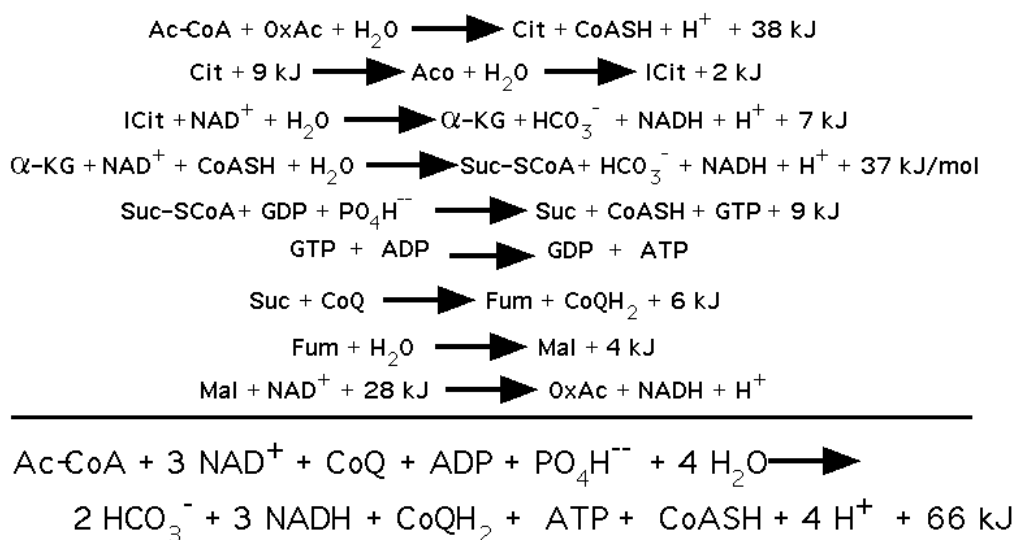 Ac-CoA + OxAc + H₂O ⟶ Cit + CoASH + H⁺ + 38 kJ
Cit + 9 kJ ⟶ Aco + H₂O ⟶ ICit + 2 kJ
ICit + NAD⁺ + H₂O ⟶ α-KG + HCO₃⁻ + NADH + H⁺ + 7 kJ
α-KG + NAD⁺ + CoASH + H₂O ⟶ Suc-SCoA + HCO₃⁻ + NADH + H⁺ + 37 kJ/mol
Suc-SCoA + GDP + PO₄H⁻⁻ ⟶ Suc + CoASH + GTP + 9 kJ
GTP + ADP ⟶ GDP + ATP
Suc + CoQ ⟶ Fum + CoQH₂ + 6 kJ
Fum + H₂O ⟶ Mal + 4 kJ
Mal + NAD⁺ + 28 kJ ⟶ OxAc + NADH + H⁺
Ac-CoA + 3 NAD⁺ + CoQ + ADP + PO₄H⁻⁻ + 4 H₂O ⟶
2 HCO₃⁻ + 3 NADH + CoQH₂ + ATP + CoASH + 4 H⁺ + 66 kJ